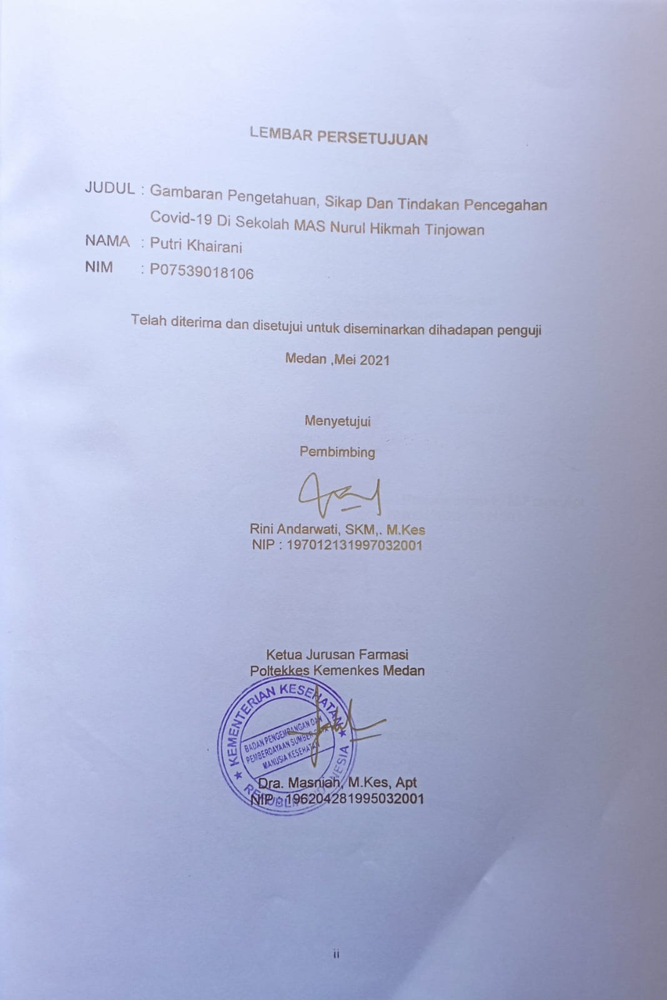 LEMBAR PERSETUJUAN
JUDUL : Gambaran Pengetahuan, Sikap Dan Tindakan Pencegahan
Covid-19 Di Sekolah MAS Nurul Hikmah Tinjowan
NAMA : Putri Khairani
NIM : P07539018106
Telah diterima dan disetujui untuk diseminarkan dihadapan penguji
Medan ,Mei 2021
Menyetujui
Pembimbing
Rini Andarwati, SKM,. M.Kes
NIP : 197012131997032001
Ketua Jurusan Farmasi
Poltekkes Kemenkes Medan
KEMENTERIAN KESEHATAN
BADAN PENGEMBANGAN DAN
PEMBERDAYAAN SUMBER DAYA
MANUSIA KESEHATAN
REPUBLIK INDONESIA
Dra. Masniah, M.Kes, Apt
NIP : 196204281995032001
ii